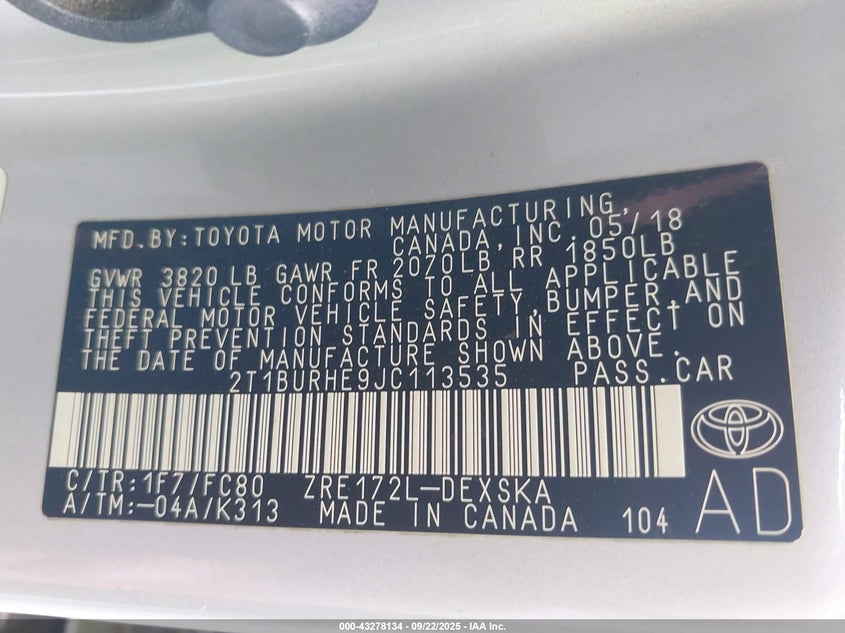 MFD.BY:TOYOTA MOTOR MANUFACTURING,
CANADA,INC.05/18
GVWR 3820 LB GAWR FR 2070LB RR 1850LB
THIS VEHICLE CONFORMS TO ALL APPLICABLE
FEDERAL MOTOR VEHICLE SAFETY,BUMPER,AND
THEFT PREVENTION STANDARDS IN EFFECT ON
THE DATE OF MANUFACTURE SHOWN ABOVE.
2T1BURHE9JC113535 PASS.CAR
C/TR:1F7/FC80 ZRE172L-DEXSKA
A/TM:-04A/K313 MADE IN CANADA 104
AD
000-43278134 - 09/22/2025 - IAA Inc.